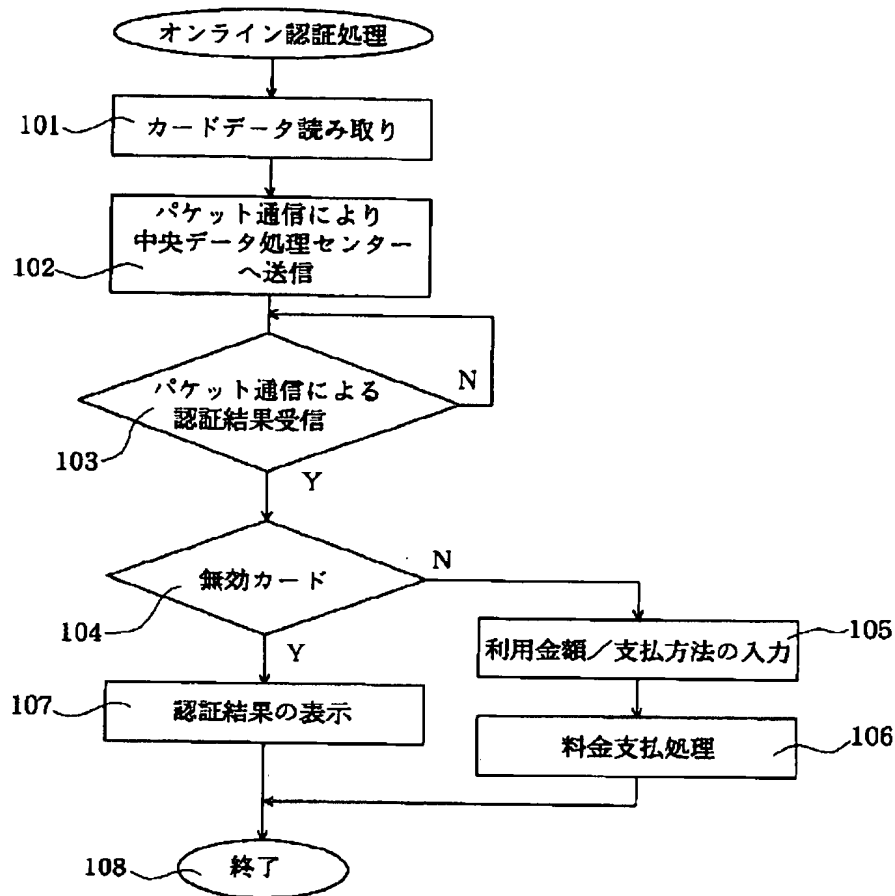 オンライン認証処理
101
カードデータ読み取り
パケット通信により
中央データ処理センター
へ送信
102
N
パケット通信による
認証結果受信
103
Y
N
無効カード
104
Y
105
利用金額／支払方法の入力
107
認証結果の表示
料金支払処理
106
108
終了